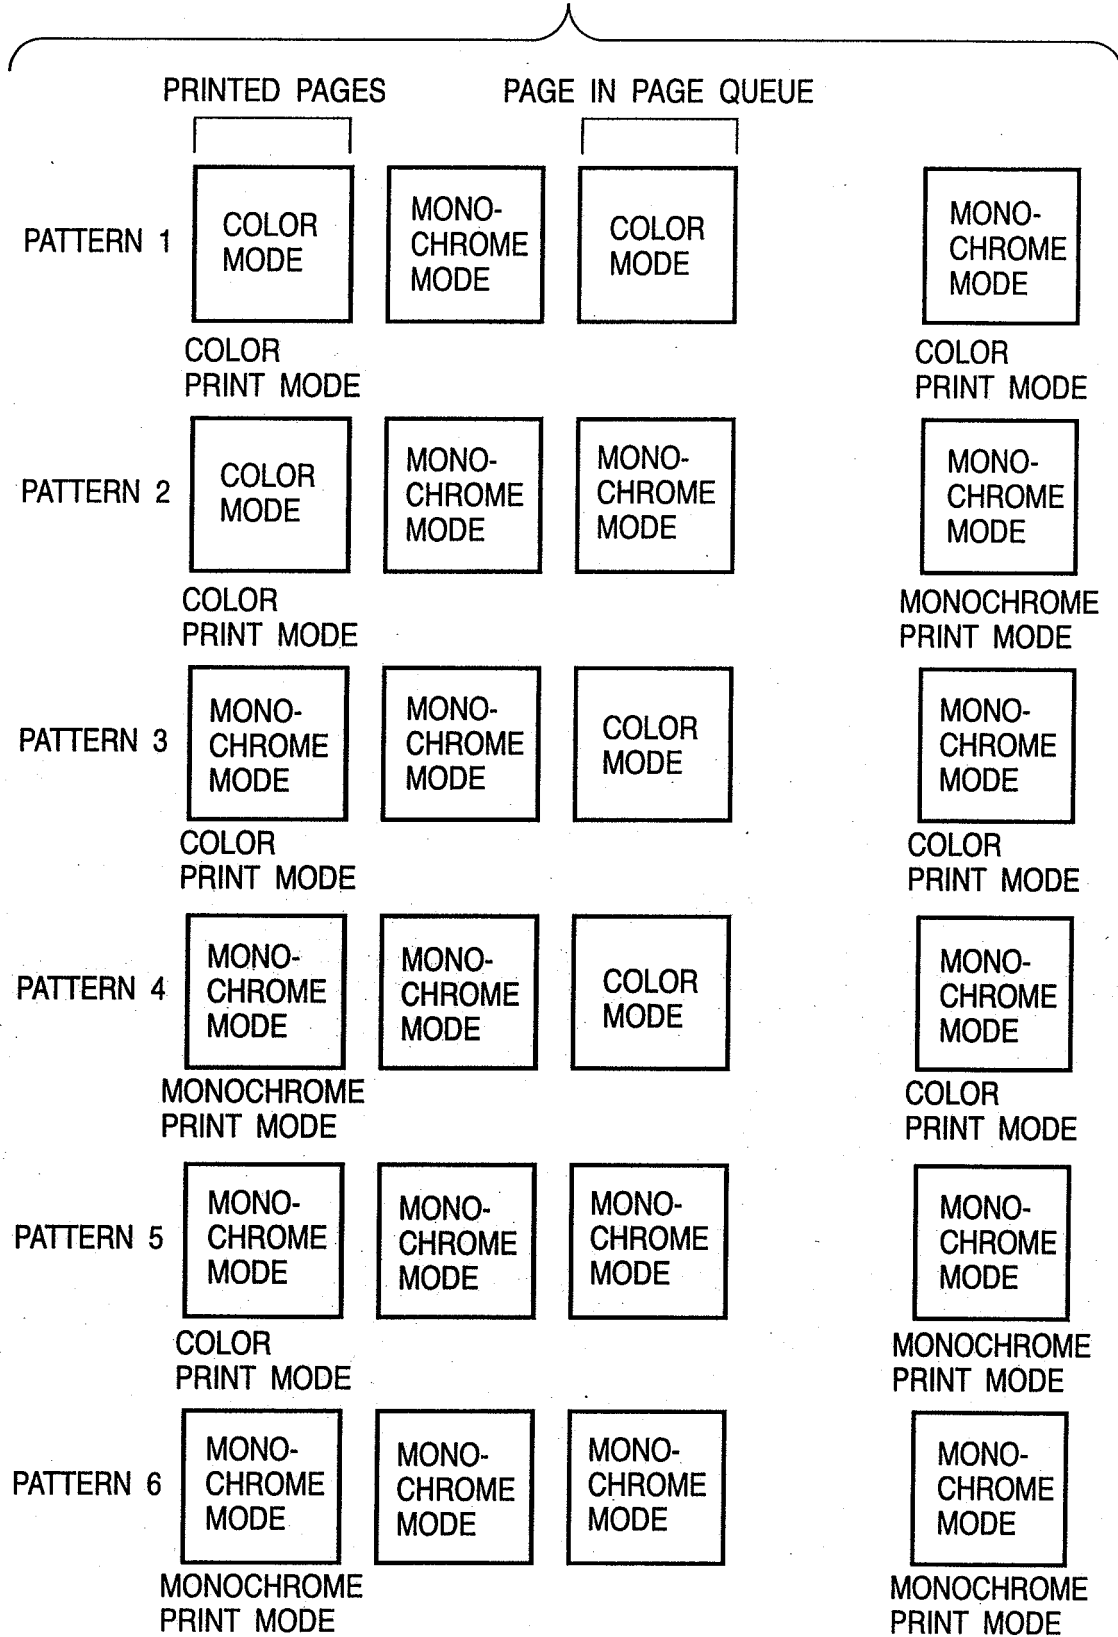 PRINTED PAGES PAGE IN PAGE QUEUE
PATTERN 1
COLOR
MODE
MONO-
CHROME
MODE
COLOR
MODE
MONO-
CHROME
MODE
COLOR
PRINT MODE
COLOR
PRINT MODE
PATTERN 2
COLOR
MODE
MONO-
CHROME
MODE
MONO-
CHROME
MODE
MONO-
CHROME
MODE
COLOR
PRINT MODE
MONOCHROME
PRINT MODE
PATTERN 3
MONO-
CHROME
MODE
MONO-
CHROME
MODE
COLOR
MODE
MONO-
CHROME
MODE
COLOR
PRINT MODE
COLOR
PRINT MODE
PATTERN 4
MONO-
CHROME
MODE
MONO-
CHROME
MODE
COLOR
MODE
MONO-
CHROME
MODE
MONOCHROME
PRINT MODE
COLOR
PRINT MODE
PATTERN 5
MONO-
CHROME
MODE
MONO-
CHROME
MODE
MONO-
CHROME
MODE
MONO-
CHROME
MODE
COLOR
PRINT MODE
MONOCHROME
PRINT MODE
PATTERN 6
MONO-
CHROME
MODE
MONO-
CHROME
MODE
MONO-
CHROME
MODE
MONO-
CHROME
MODE
MONOCHROME
PRINT MODE
MONOCHROME
PRINT MODE